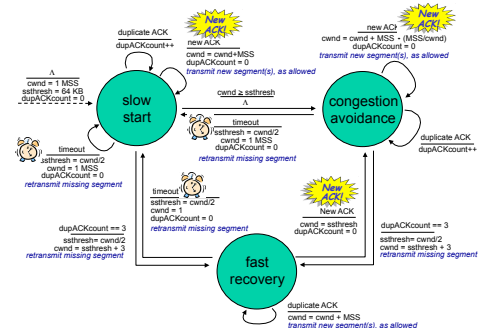 New
ACK!
new ACK
cwnd = cwnd + MSS • (MSS/cwnd)
dupACKcount = 0
transmit new segment(s), as allowed
New
ACK!
duplicate ACK
dupACKcount++
new ACK
cwnd = cwnd+MSS
dupACKcount = 0
transmit new segment(s), as allowed
Λ
cwnd = 1 MSS
ssthresh = 64 KB
dupACKcount = 0
slow
start
cwnd ≥ ssthresh
Λ
congestion
avoidance
timeout
ssthresh = cwnd/2
cwnd = 1 MSS
dupACKcount = 0
retransmit missing segment
duplicate ACK
dupACKcount++
timeout
ssthresh = cwnd/2
cwnd = 1 MSS
dupACKcount = 0
retransmit missing segment
timeout
ssthresh = cwnd/2
cwnd = 1
dupACKcount = 0
retransmit missing segment
New
ACK!
New ACK
cwnd = ssthresh
dupACKcount = 0
dupACKcount == 3
ssthresh= cwnd/2
cwnd = ssthresh + 3
retransmit missing segment
dupACKcount == 3
ssthresh= cwnd/2
cwnd = ssthresh + 3
retransmit missing segment
fast
recovery
duplicate ACK
cwnd = cwnd + MSS
transmit new segment(s), as allowed